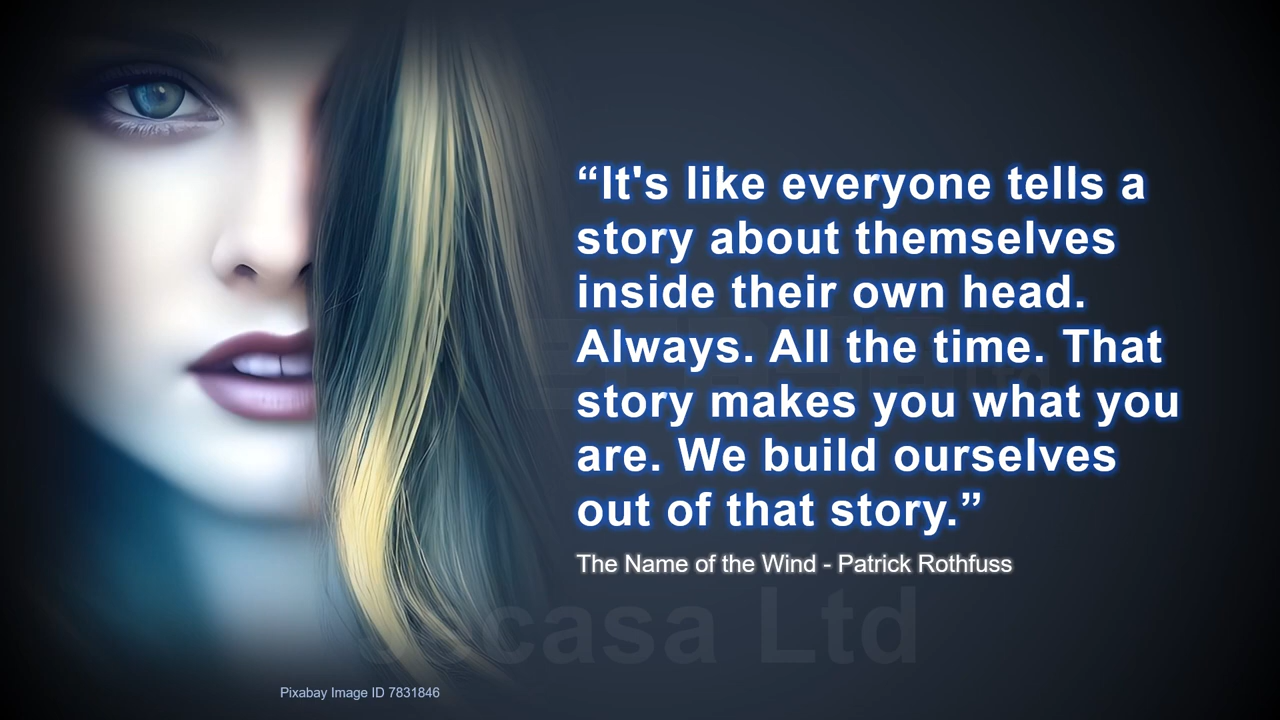 “It's like everyone tells a
story about themselves
inside their own head.
Always. All the time. That
story makes you what you
are. We build ourselves
out of that story.”
The Name of the Wind - Patrick Rothfuss
Ltd
Pixabay Image ID 7831846